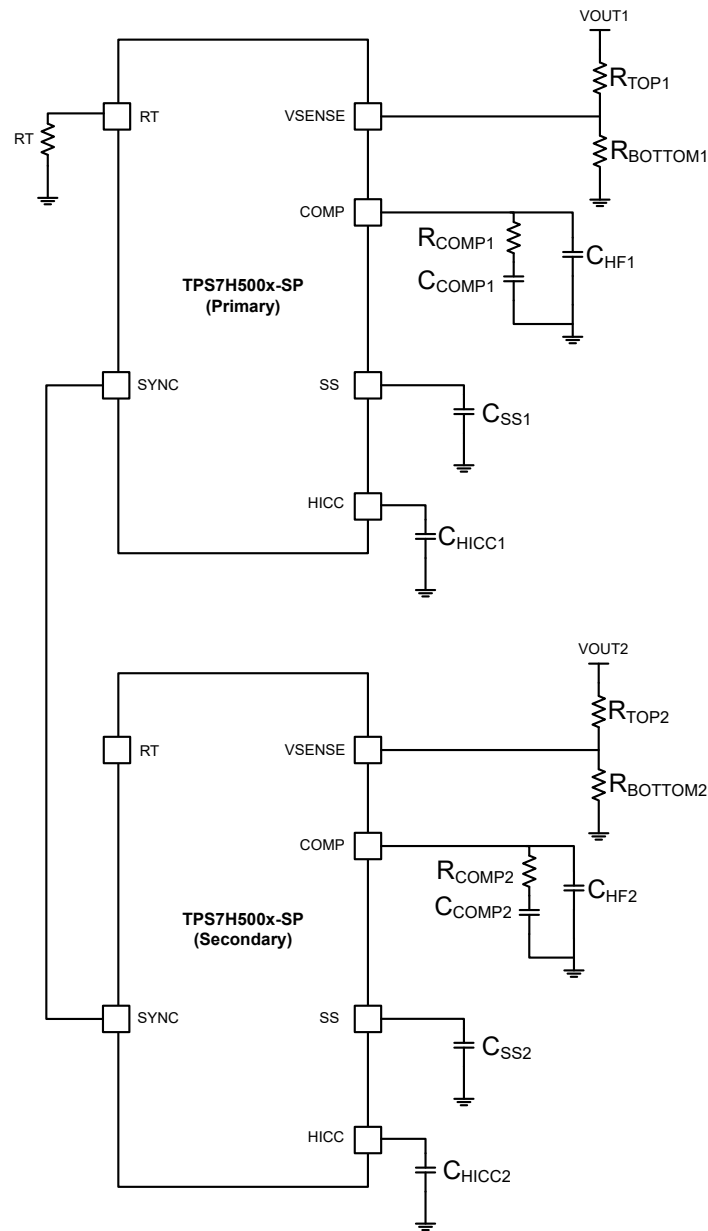 VOUT1
RTOP1
RT
VSENSE
RT
RBOTTOM1
COMP
RCOMP1
CHF1
CCOMP1
TPS7H500x-SP
(Primary)
SYNC
SS
CSS1
HICC
CHICC1
VOUT2
RTOP2
RT
VSENSE
RBOTTOM2
COMP
RCOMP2
CHF2
CCOMP2
TPS7H500x-SP
(Secondary)
SYNC
SS
CSS2
HICC
CHICC2